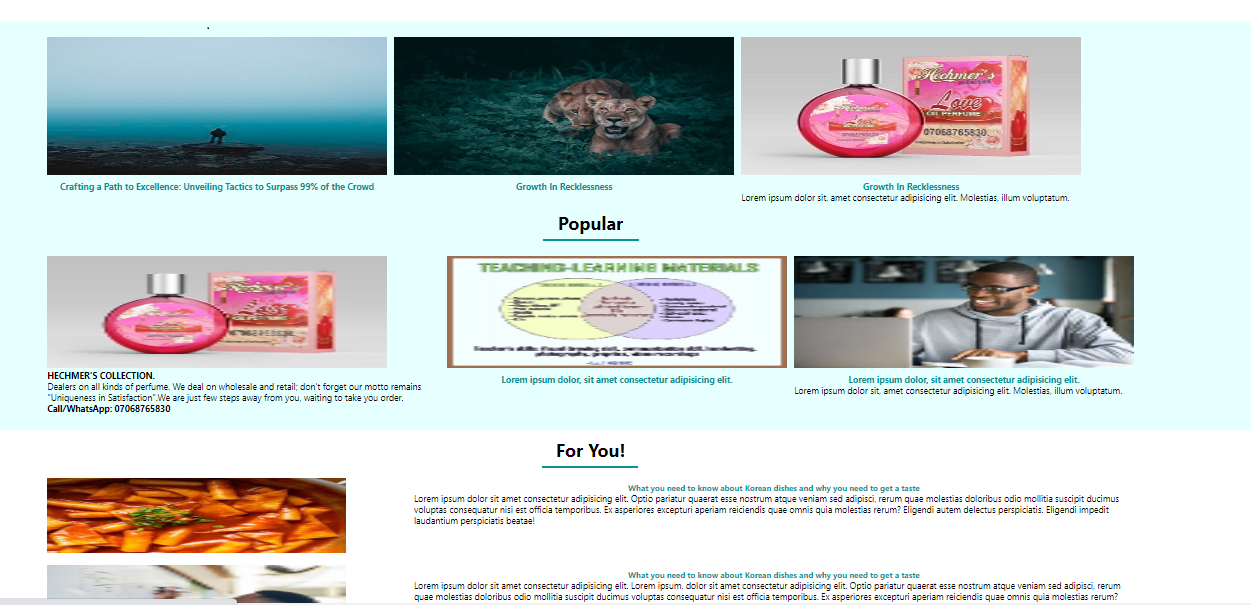 Hechmer's
Love
OIL PERFUME
07068765830
Crafting a Path to Excellence: Unveiling Tactics to Surpass 99% of the Crowd
Growth In Recklessness
Growth In Recklessness
Lorem ipsum dolor sit, amet consectetur adipisicing elit. Molestias, illum voluptatum.
Popular
TEACHING-LEARNING MATERIALS
HECHMER'S COLLECTION.
Dealers on all kinds of perfume. We deal on wholesale and retail; don't forget our motto remains
"Uniqueness in Satisfaction".We are just few steps away from you, waiting to take you order.
Call/WhatsApp: 07068765830
Lorem ipsum dolor, sit amet consectetur adipisicing elit.
Lorem ipsum dolor, sit amet consectetur adipisicing elit.
Lorem ipsum dolor sit, amet consectetur adipisicing elit. Molestias, illum voluptatum.
For You!
What you need to know about Korean dishes and why you need to get a taste
Lorem ipsum dolor sit amet consectetur adipisicing elit. Optio pariatur quaerat esse nostrum atque veniam sed adipisci, rerum quae molestias doloribus odio mollitia suscipit ducimus
voluptas consequatur nisi est officia temporibus. Ex asperiores excepturi aperiam reiciendis quae omnis quia molestias rerum? Eligendi autem delectus perspiciatis. Eligendi impedit
laudantium perspiciatis beatae!
What you need to know about Korean dishes and why you need to get a taste
Lorem ipsum dolor sit amet consectetur adipisicing elit. Lorem ipsum, dolor sit amet consectetur adipisicing elit. Optio pariatur quaerat esse nostrum atque veniam sed adipisci, rerum
quae molestias doloribus odio mollitia suscipit ducimus voluptas consequatur nisi est officia temporibus. Ex asperiores excepturi aperiam reiciendis quae omnis quia molestias rerum?